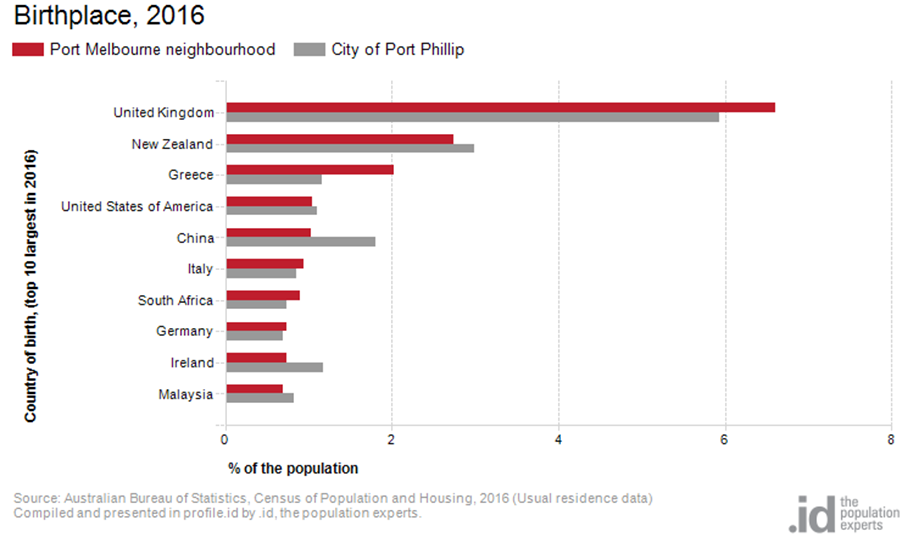 Birthplace, 2016
Port Melbourne neighbourhood City of Port Phillip
Country of birth, (top 10 largest in 2016)
United Kingdom
New Zealand
Greece
United States of America
China
Italy
South Africa
Germany
Ireland
Malaysia
0 2 4 6 8
% of the population
Source: Australian Bureau of Statistics, Census of Population and Housing, 2016 (Usual residence data)
Compiled and presented in profile.id by .id, the population experts.
.id the
population
experts